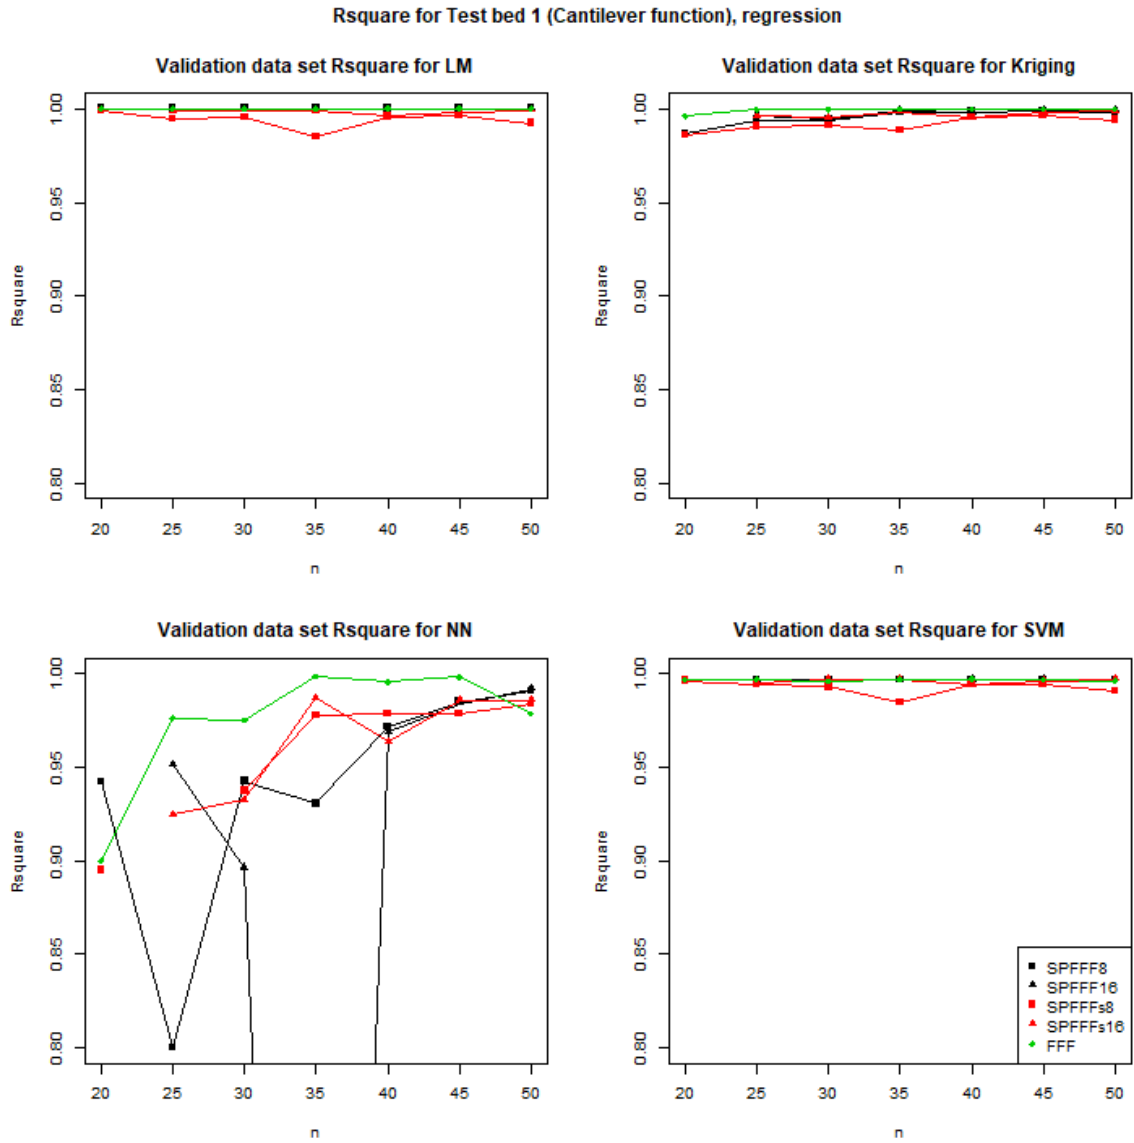 Rsquare for Test bed 1 (Cantilever function), regression
Validation data set Rsquare for LM
Rsquare
1.00
0.95
0.90
0.85
0.80
20 25 30 35 40 45 50
n
Validation data set Rsquare for Kriging
Rsquare
1.00
0.95
0.90
0.85
0.80
20 25 30 35 40 45 50
n
Validation data set Rsquare for NN
Rsquare
1.00
0.95
0.90
0.85
0.80
20 25 30 35 40 45 50
n
Validation data set Rsquare for SVM
Rsquare
1.00
0.95
0.90
0.85
0.80
20 25 30 35 40 45 50
n
SPFFF8
SPFFF16
SPFFFs8
SPFFFs16
FFF